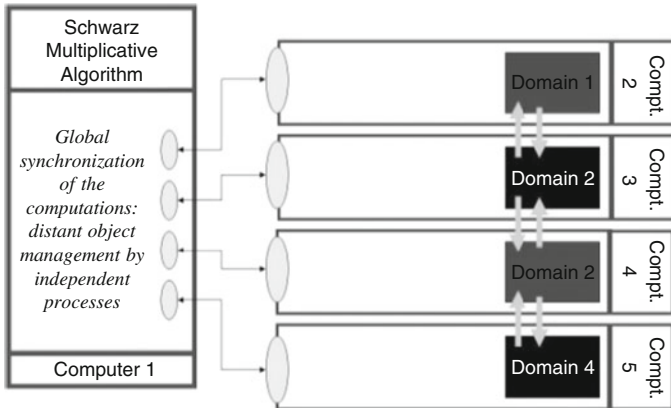 Schwarz
Multiplicative
Algorithm
Global
synchronization
of the
computations:
distant object
management by
independent
processes
Computer 1
Domain 1
Compt.
2
Domain 2
Compt.
3
Domain 2
Compt.
4
Domain 4
Compt.
5